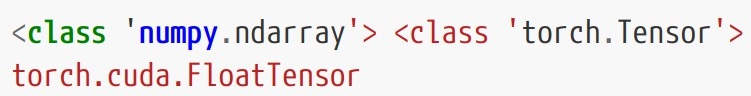 <class 'numpy.ndarray'> <class 'torch.Tensor'>
torch.cuda.FloatTensor